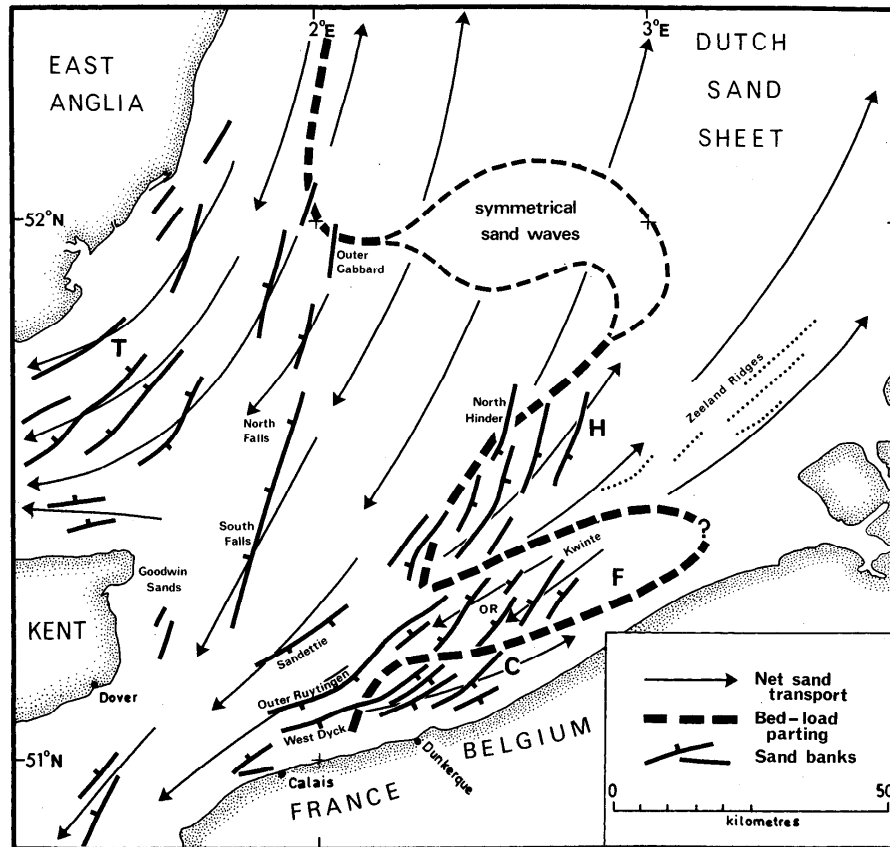 2°E
3°E
EAST
ANGLIA
DUTCH
SAND
SHEET
52°N
symmetrical
sand waves
Outer
Gabbard
T
North
Falls
North
Hinder
H
Zeeland Ridges
South
Falls
?
Kwinte
Goodwin
Sands
F
OR
KENT
Sandettie
C
Dover
Outer Ruytingen
West Dyck
51°N
Calais
Dunkerque
BELGIUM
FRANCE
Net sand
transport
Bed-load
parting
Sand banks
0
50
kilometres